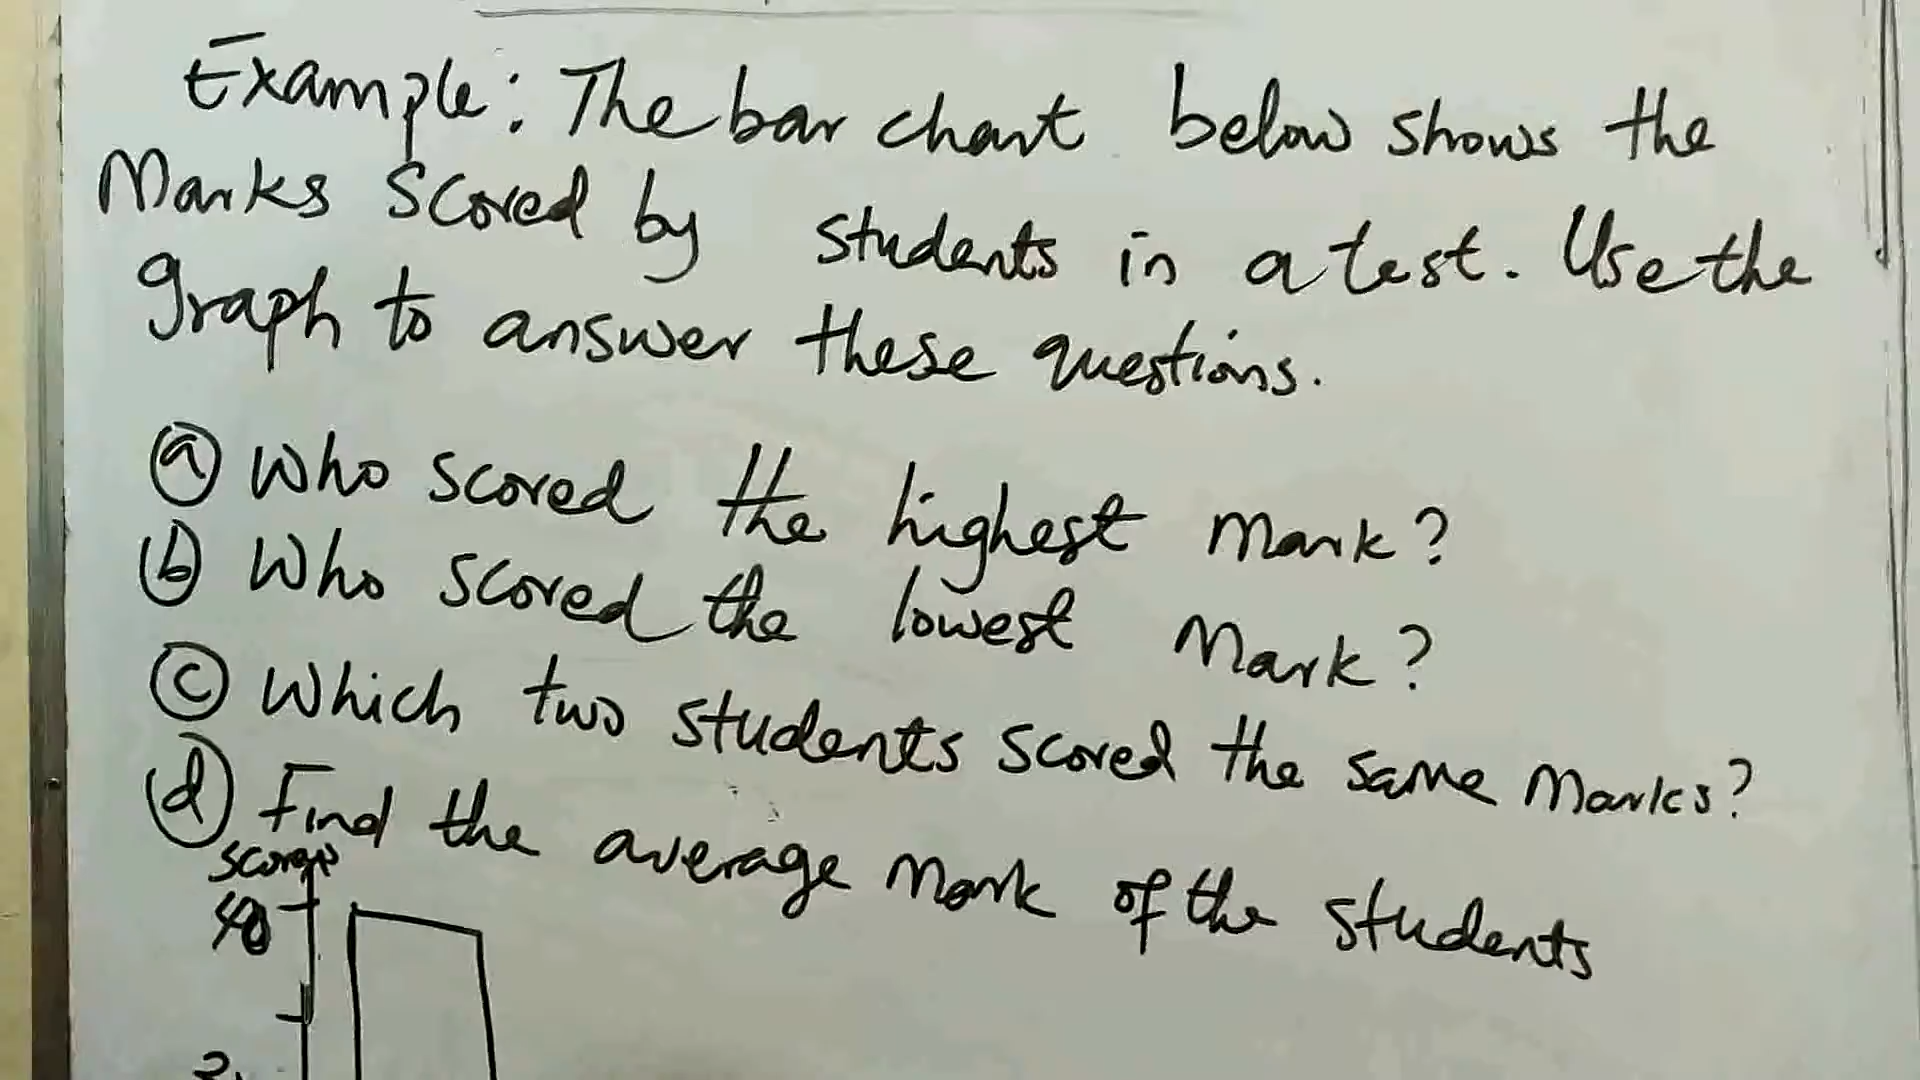 Example: The bar chart below shows the
Marks scored by students in a test. Use the
graph to answer these questions.
(a) Who scored the highest mark?
(b) Who scored the lowest Mark?
(c) Which two students scored the same Marks?
(d) Find the average mark of the students
Scores
40